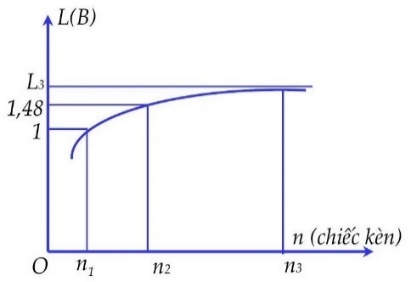 L(B)
L₃
1,48
1
n (chiếc kèn)
O n₁ n₂ n₃